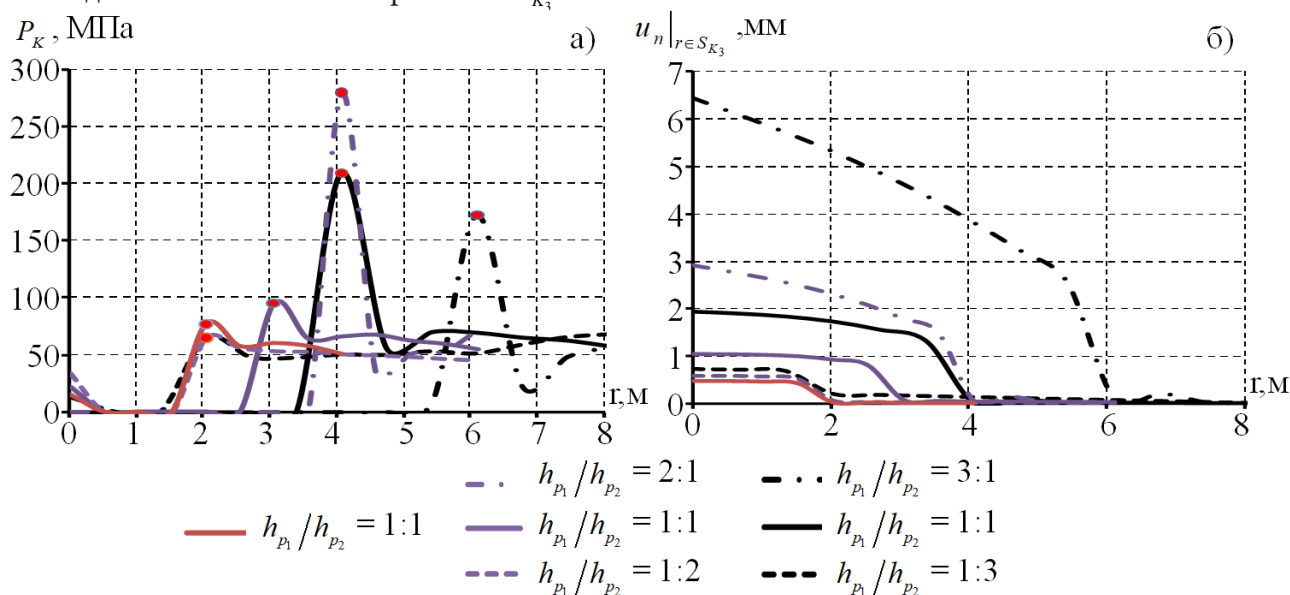 P_K , МПа
а)
300
250
200
150
100
50
0
0 1 2 3 4 5 6 7 8
r,м
u_n|_{r∈S_{K_3}} ,мм
б)
7
6
5
4
3
2
1
0
0 2 4 6 8
r,м
h_{p_1}/h_{p_2} = 2:1
h_{p_1}/h_{p_2} = 3:1
h_{p_1}/h_{p_2} = 1:1
h_{p_1}/h_{p_2} = 1:1
h_{p_1}/h_{p_2} = 1:1
h_{p_1}/h_{p_2} = 1:2
h_{p_1}/h_{p_2} = 1:3